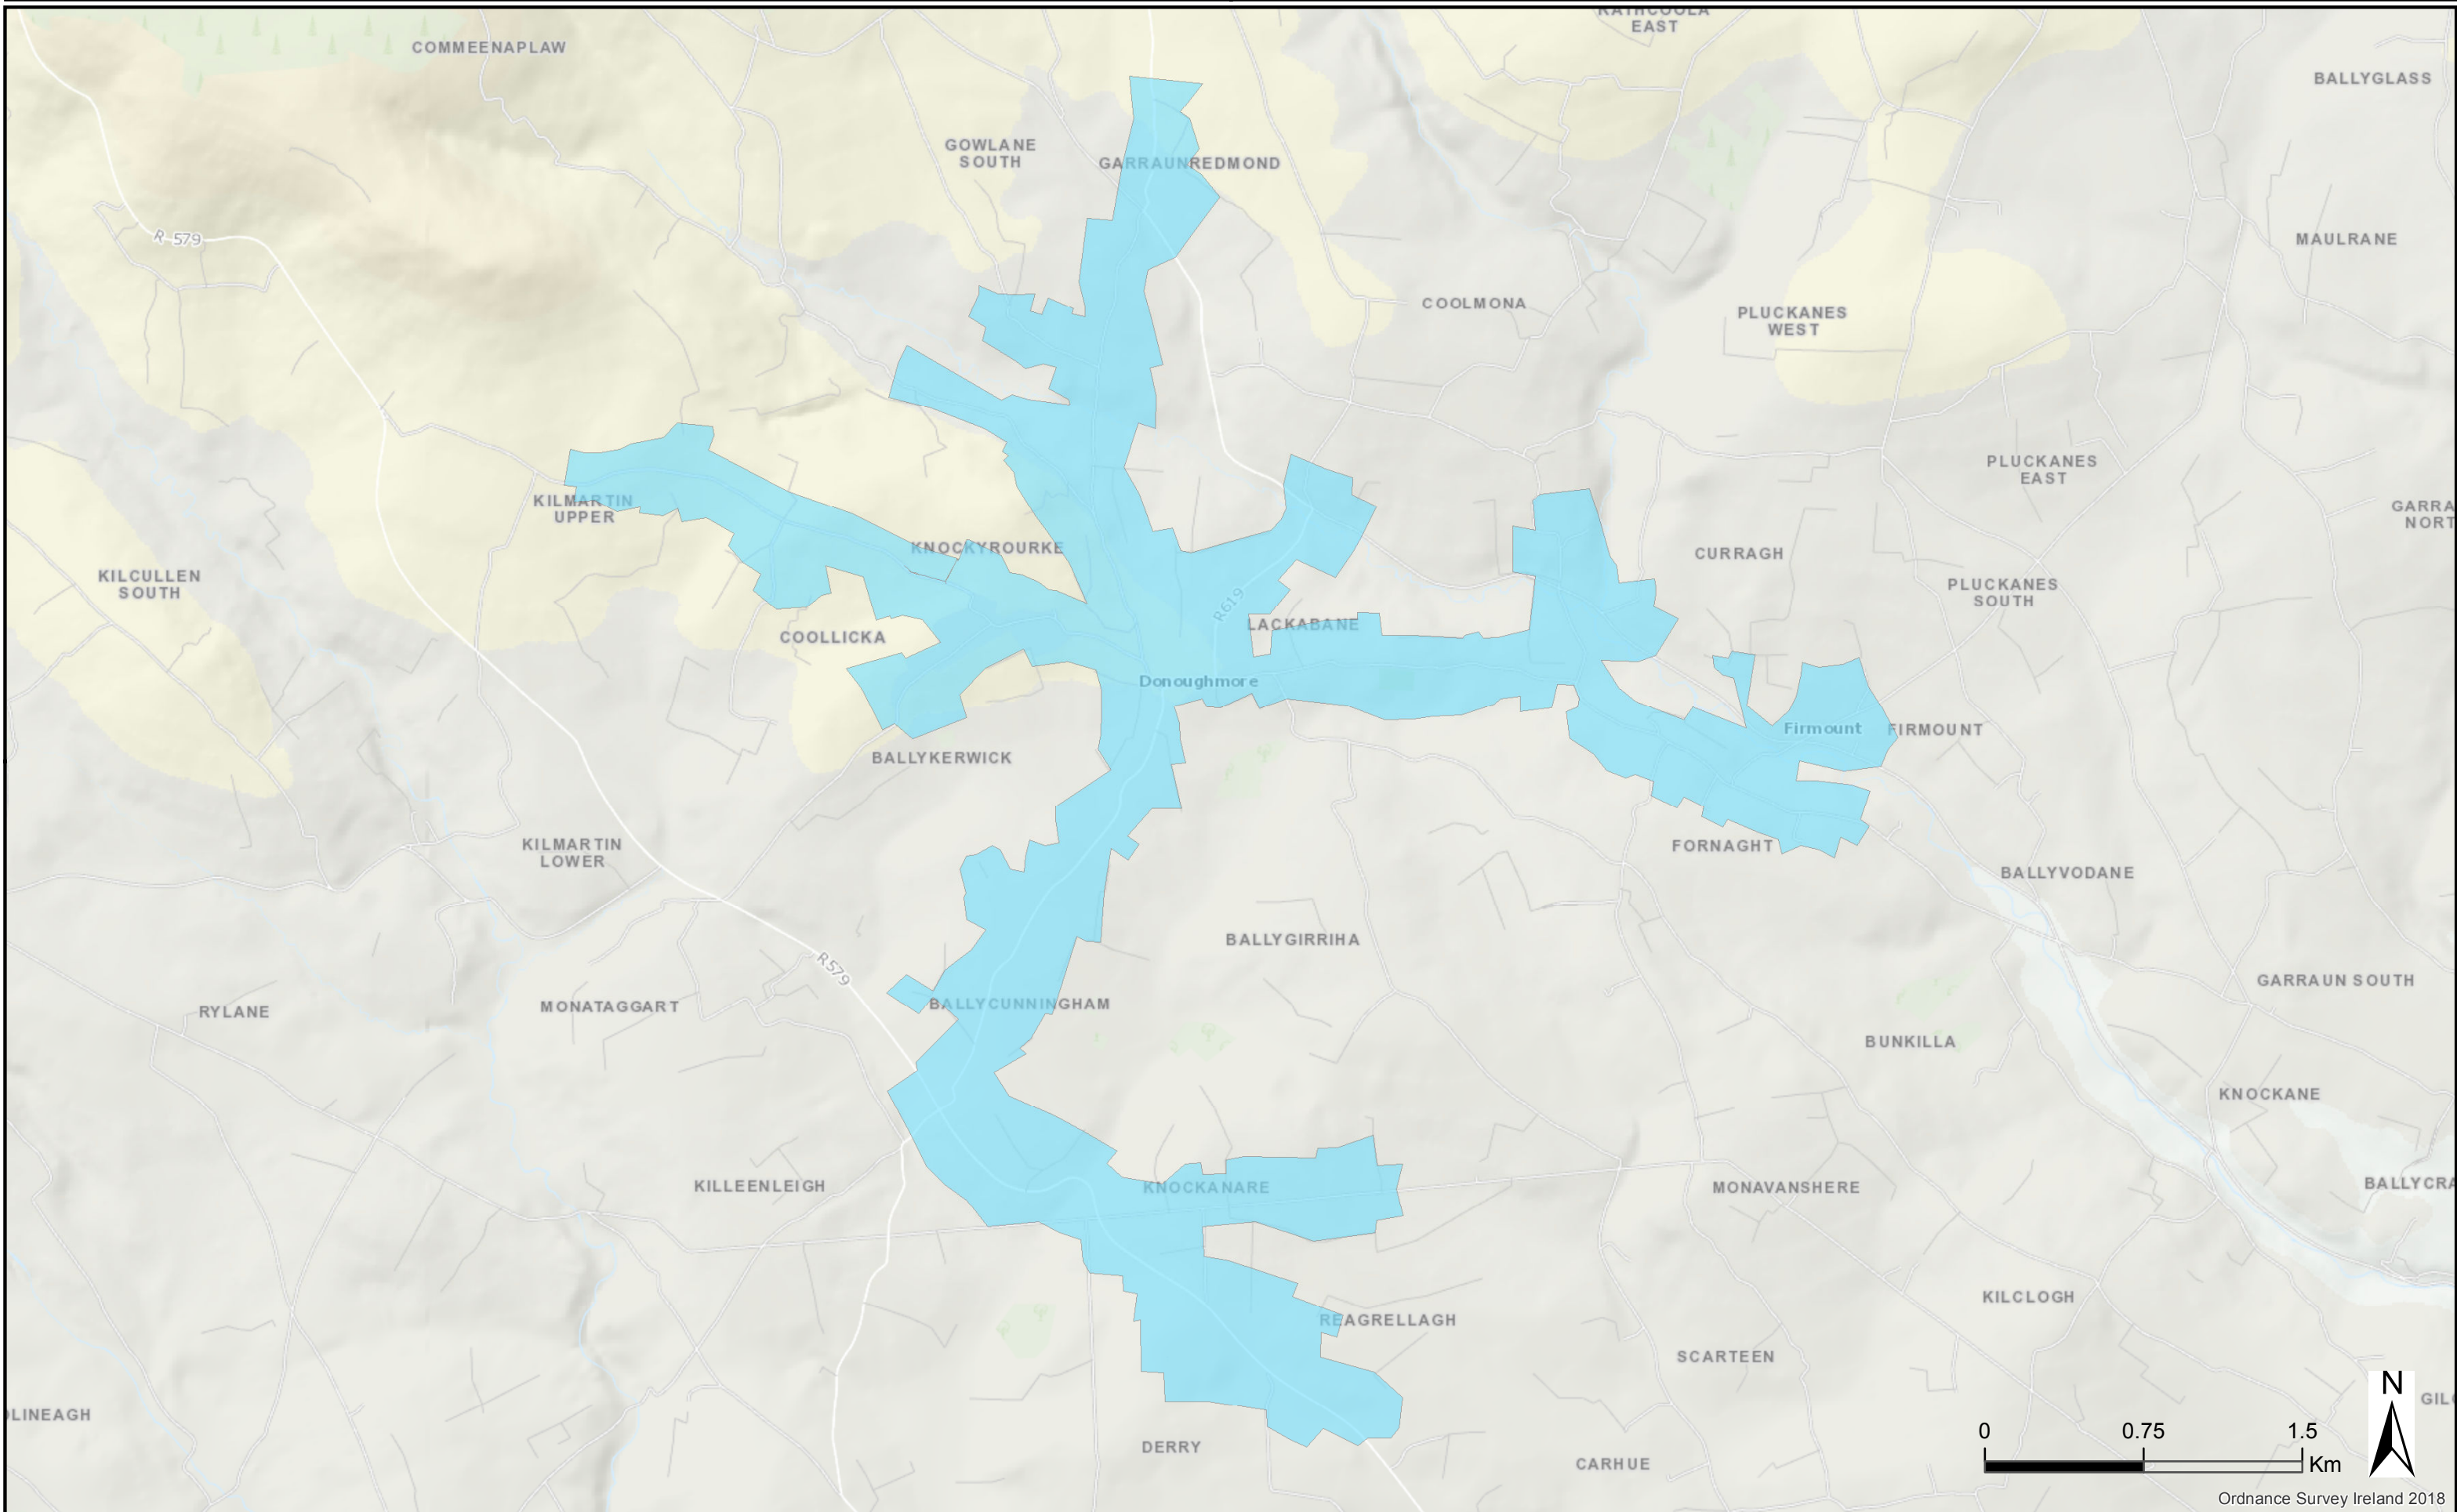 RATHCOOLA
EAST
COMMEENAPLAW
BALLYGLASS
GOWLANE
SOUTH
GARRAUNREDMOND
R 579
MAULRANE
COOLMONA
PLUCKANES
WEST
PLUCKANES
EAST
KILMARTIN
UPPER
GARRA
NORT
KNOCKYROURKE
CURRAGH
KILCULLEN
SOUTH
PLUCKANES
SOUTH
R619
LACKABANE
COOLLICKA
Donoughmore
Firmount
FIRMOUNT
BALLYKERWICK
KILMARTIN
LOWER
FORNAGHT
BALLYVODANE
BALLYGIRRIHA
R579
GARRAUN SOUTH
BALLYCUNNINGHAM
MONATAGGART
RYLANE
BUNKILLA
KNOCKANE
KILLEENLEIGH
KNOCKANARE
MONAVANSHERE
BALLYCRA
KILCLOGH
REAGRELLAGH
SCARTEEN
OLINEAGH
GIL
DERRY
CARHUE
N
0 0.75 1.5
Km
Ordnance Survey Ireland 2018